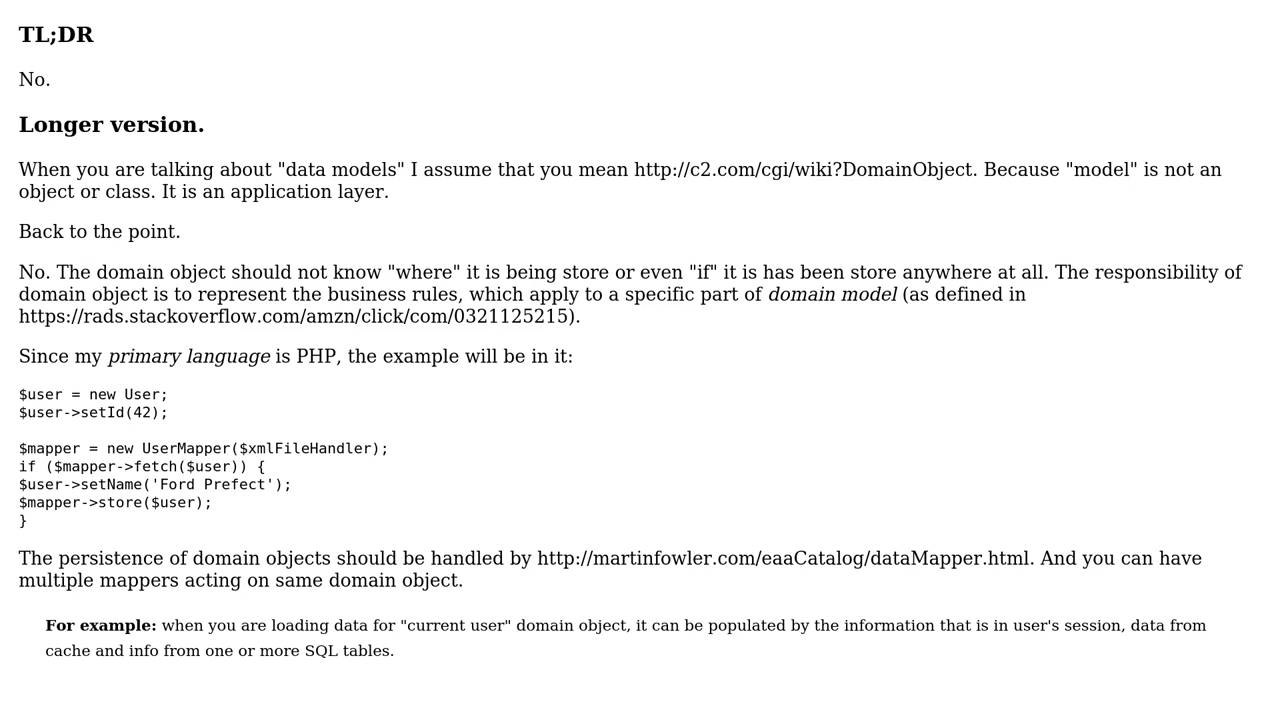 TL;DR
No.
Longer version.
When you are talking about "data models" I assume that you mean http://c2.com/cgi/wiki?DomainObject. Because "model" is not an
object or class. It is an application layer.
Back to the point.
No. The domain object should not know "where" it is being store or even "if" it is has been store anywhere at all. The responsibility of
domain object is to represent the business rules, which apply to a specific part of domain model (as defined in
https://rads.stackoverflow.com/amzn/click/com/0321125215).
Since my primary language is PHP, the example will be in it:
$user = new User;
$user->setId(42);
$mapper = new UserMapper($xmlFileHandler);
if ($mapper->fetch($user)) {
$user->setName('Ford Prefect');
$mapper->store($user);
}
The persistence of domain objects should be handled by http://martinfowler.com/eaaCatalog/dataMapper.html. And you can have
multiple mappers acting on same domain object.
For example: when you are loading data for "current user" domain object, it can be populated by the information that is in user's session, data from
cache and info from one or more SQL tables.